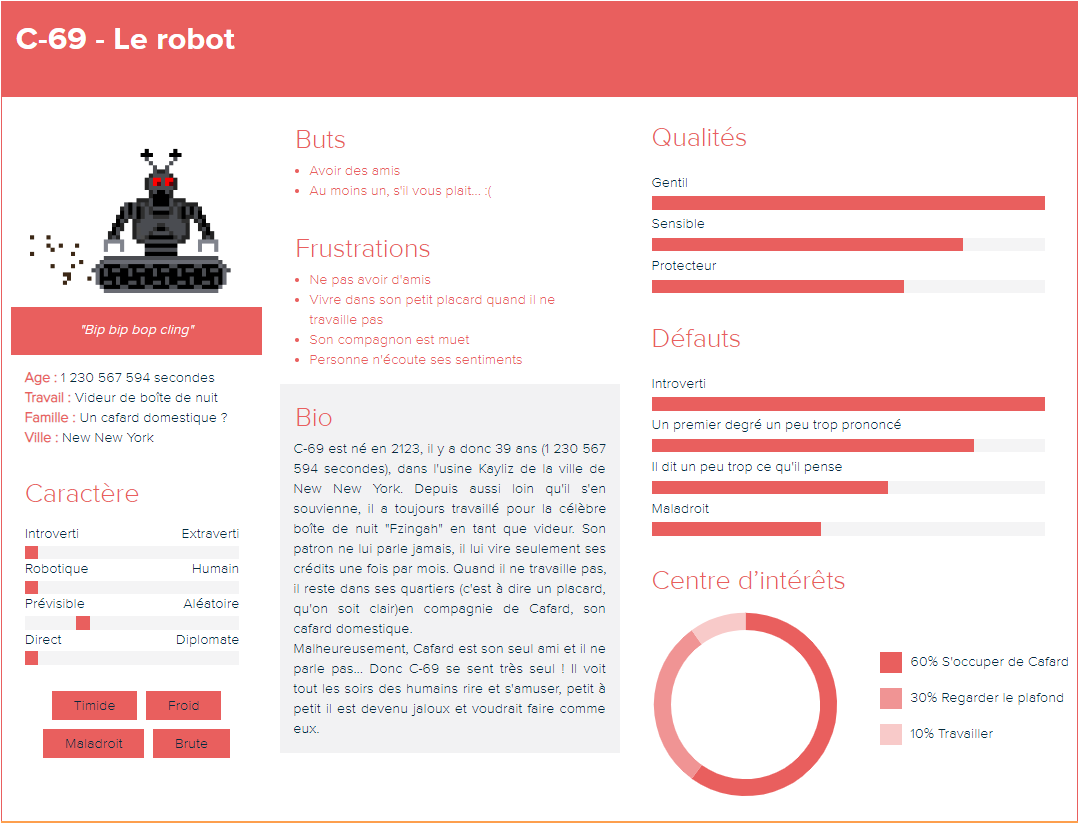 C-69 - Le robot
"Bip bip bop cling"
Age : 1 230 567 594 secondes
Travail : Videur de boîte de nuit
Famille : Un cafard domestique ?
Ville : New New York
Caractère
Introverti Extraverti
Robotique Humain
Prévisible Aléatoire
Direct Diplomate
Timide Froid
Maladroit Brute
Buts
• Avoir des amis
• Au moins un, s'il vous plait... :(
Frustrations
• Ne pas avoir d'amis
• Vivre dans son petit placard quand il ne
travaille pas
• Son compagnon est muet
• Personne n'écoute ses sentiments
Bio
C-69 est né en 2123, il y a donc 39 ans (1 230 567
594 secondes), dans l'usine Kayliz de la ville de
New New York. Depuis aussi loin qu'il s'en
souvienne, il a toujours travaillé pour la célèbre
boîte de nuit "Fzingah" en tant que videur. Son
patron ne lui parle jamais, il lui vire seulement ses
crédits une fois par mois. Quand il ne travaille pas,
il reste dans ses quartiers (c'est à dire un placard,
qu'on soit clair)en compagnie de Cafard, son
cafard domestique.
Malheureusement, Cafard est son seul ami et il ne
parle pas... Donc C-69 se sent très seul ! Il voit
tout les soirs des humains rire et s'amuser, petit à
petit il est devenu jaloux et voudrait faire comme
eux.
Qualités
Gentil
Sensible
Protecteur
Défauts
Introverti
Un premier degré un peu trop prononcé
Il dit un peu trop ce qu'il pense
Maladroit
Centre d'intérêts
60% S'occuper de Cafard
30% Regarder le plafond
10% Travailler